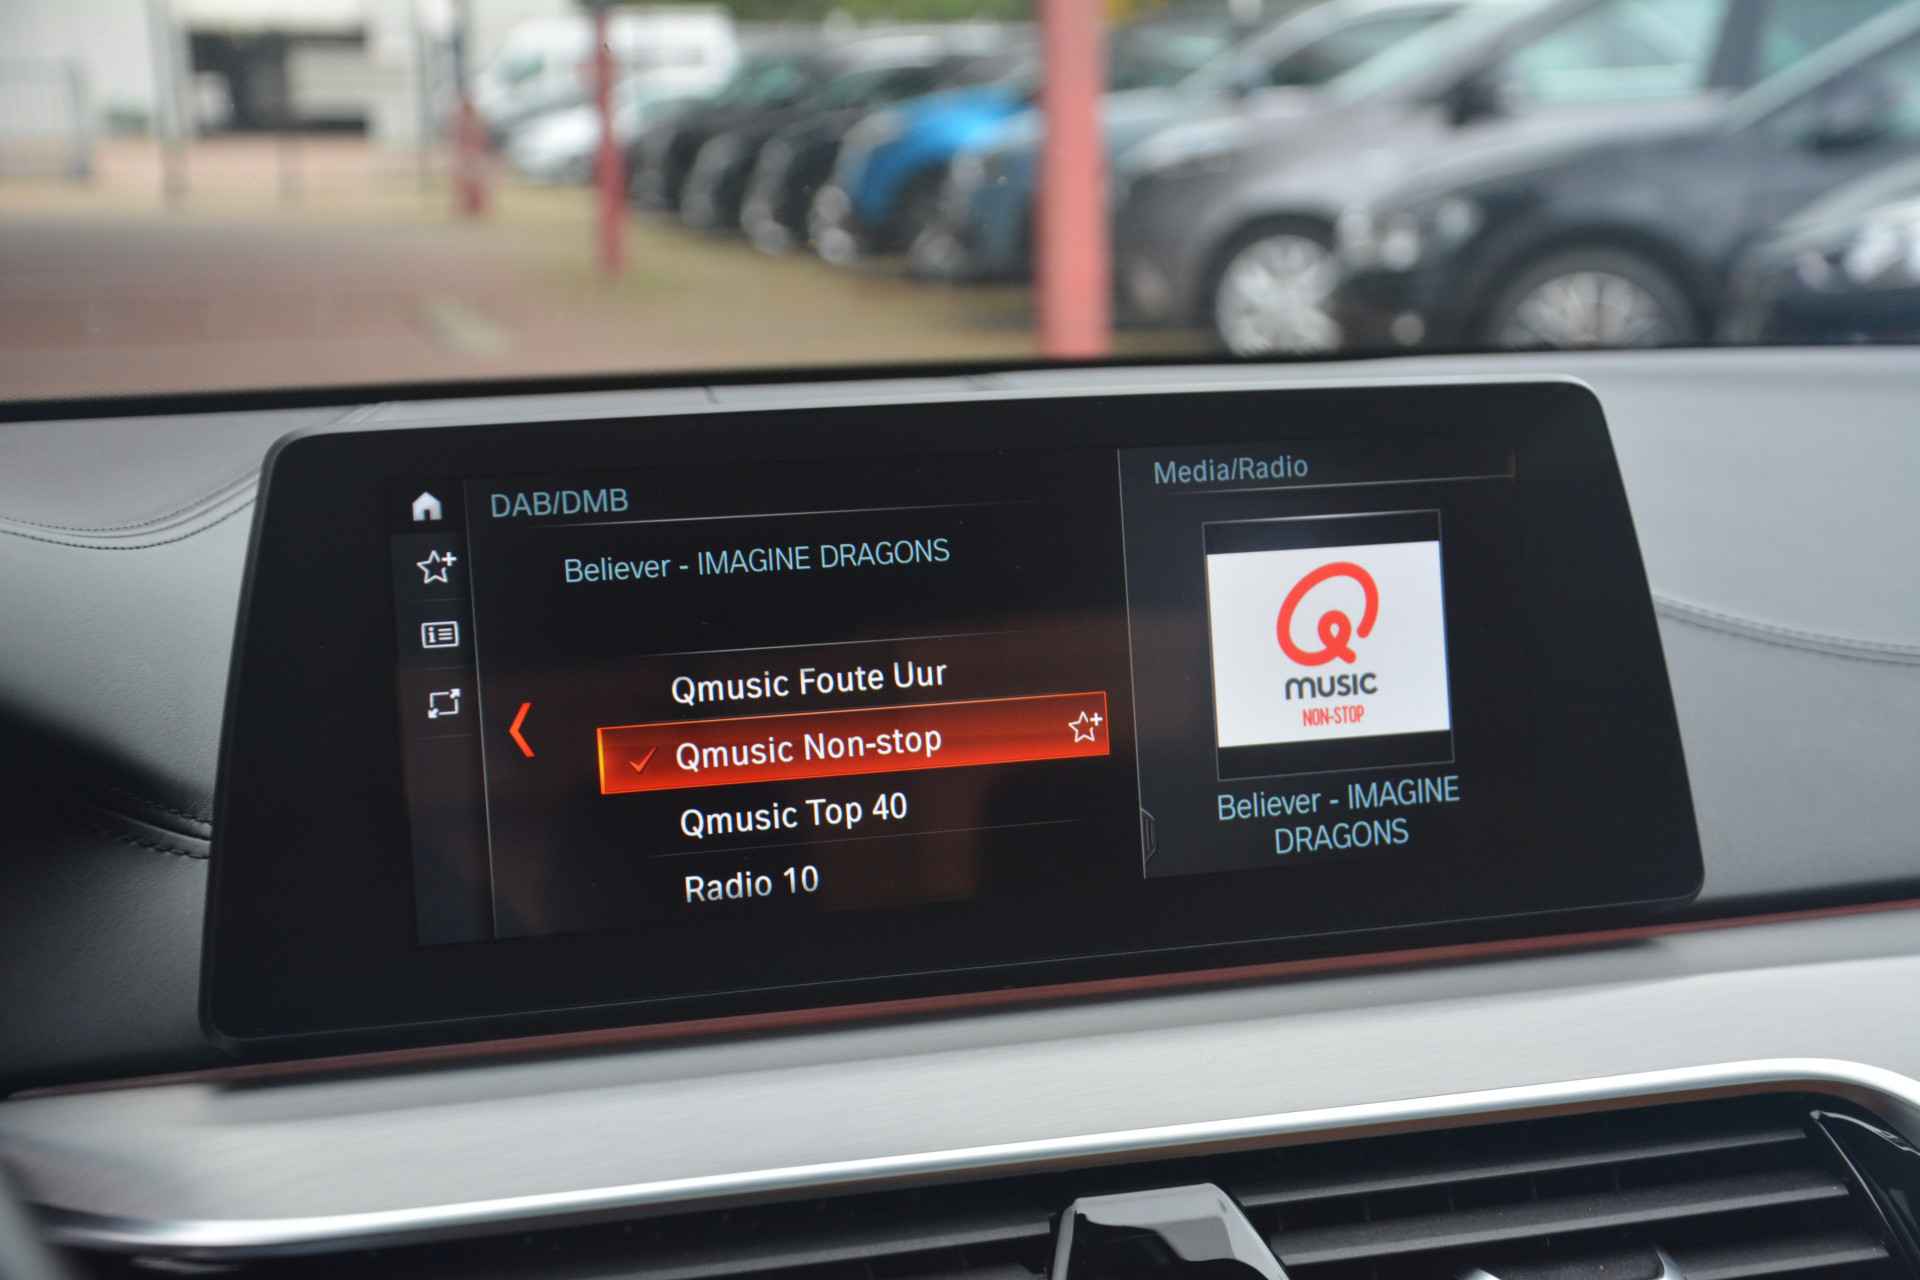 DAB/DMB
Believer - IMAGINE DRAGONS
Qmusic Foute Uur
Qmusic Non-stop
Qmusic Top 40
Radio 10
Media/Radio
Q
MUSIC
NON-STOP
Believer - IMAGINE
DRAGONS